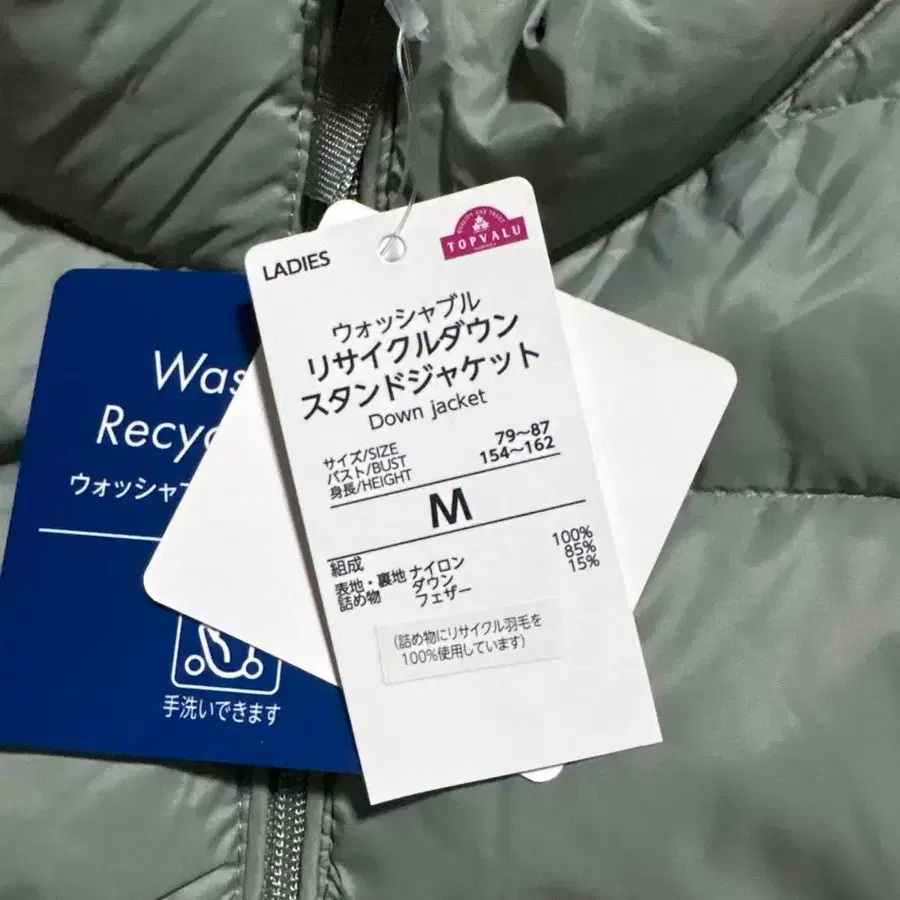 LADIES
TOPVALU
ウォッシャブル
リサイクルダウン
スタンドジャケット
Down jacket
サイズ/SIZE
バスト/BUST 79～87
身長/HEIGHT 154～162
M
組成
表地・裏地 ナイロン 100%
詰め物 ダウン 85%
フェザー 15%
(詰め物にリサイクル羽毛を
100%使用しています)
Was
Recyc
ウォッシャブ
手洗いできます